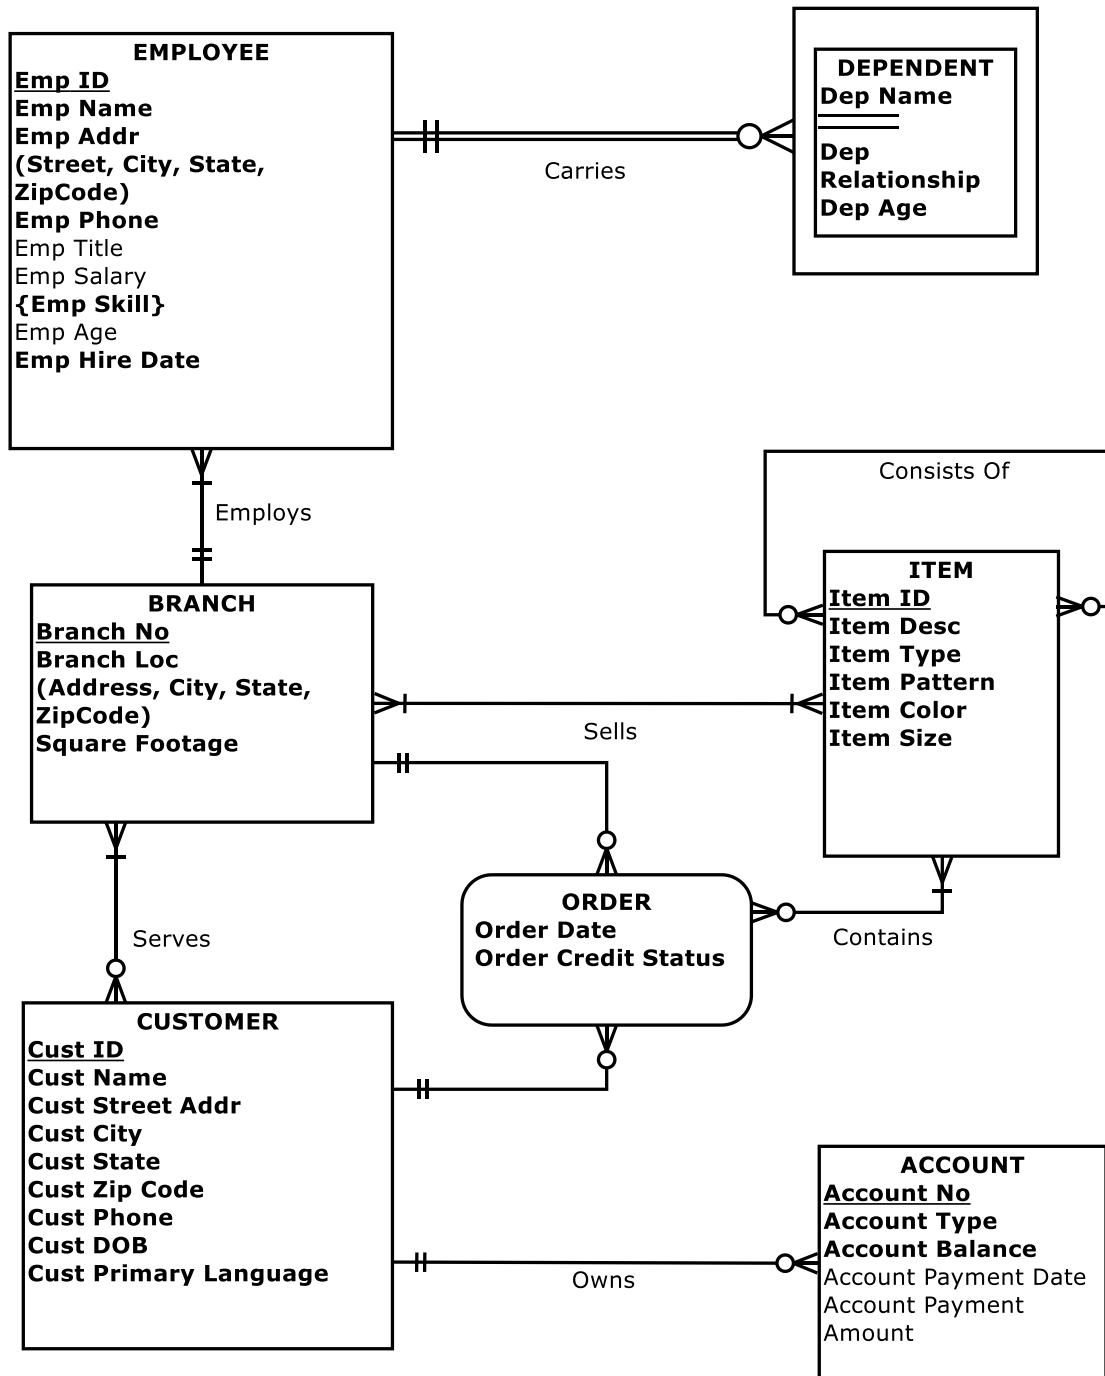 EMPLOYEE
Emp ID
Emp Name
Emp Addr
(Street, City, State,
ZipCode)
Emp Phone
Emp Title
Emp Salary
{Emp Skill}
Emp Age
Emp Hire Date
Carries
DEPENDENT
Dep Name
Dep
Relationship
Dep Age
Employs
Consists Of
BRANCH
Branch No
Branch Loc
(Address, City, State,
ZipCode)
Square Footage
Sells
ITEM
Item ID
Item Desc
Item Type
Item Pattern
Item Color
Item Size
ORDER
Order Date
Order Credit Status
Contains
Serves
CUSTOMER
Cust ID
Cust Name
Cust Street Addr
Cust City
Cust State
Cust Zip Code
Cust Phone
Cust DOB
Cust Primary Language
Owns
ACCOUNT
Account No
Account Type
Account Balance
Account Payment Date
Account Payment
Amount